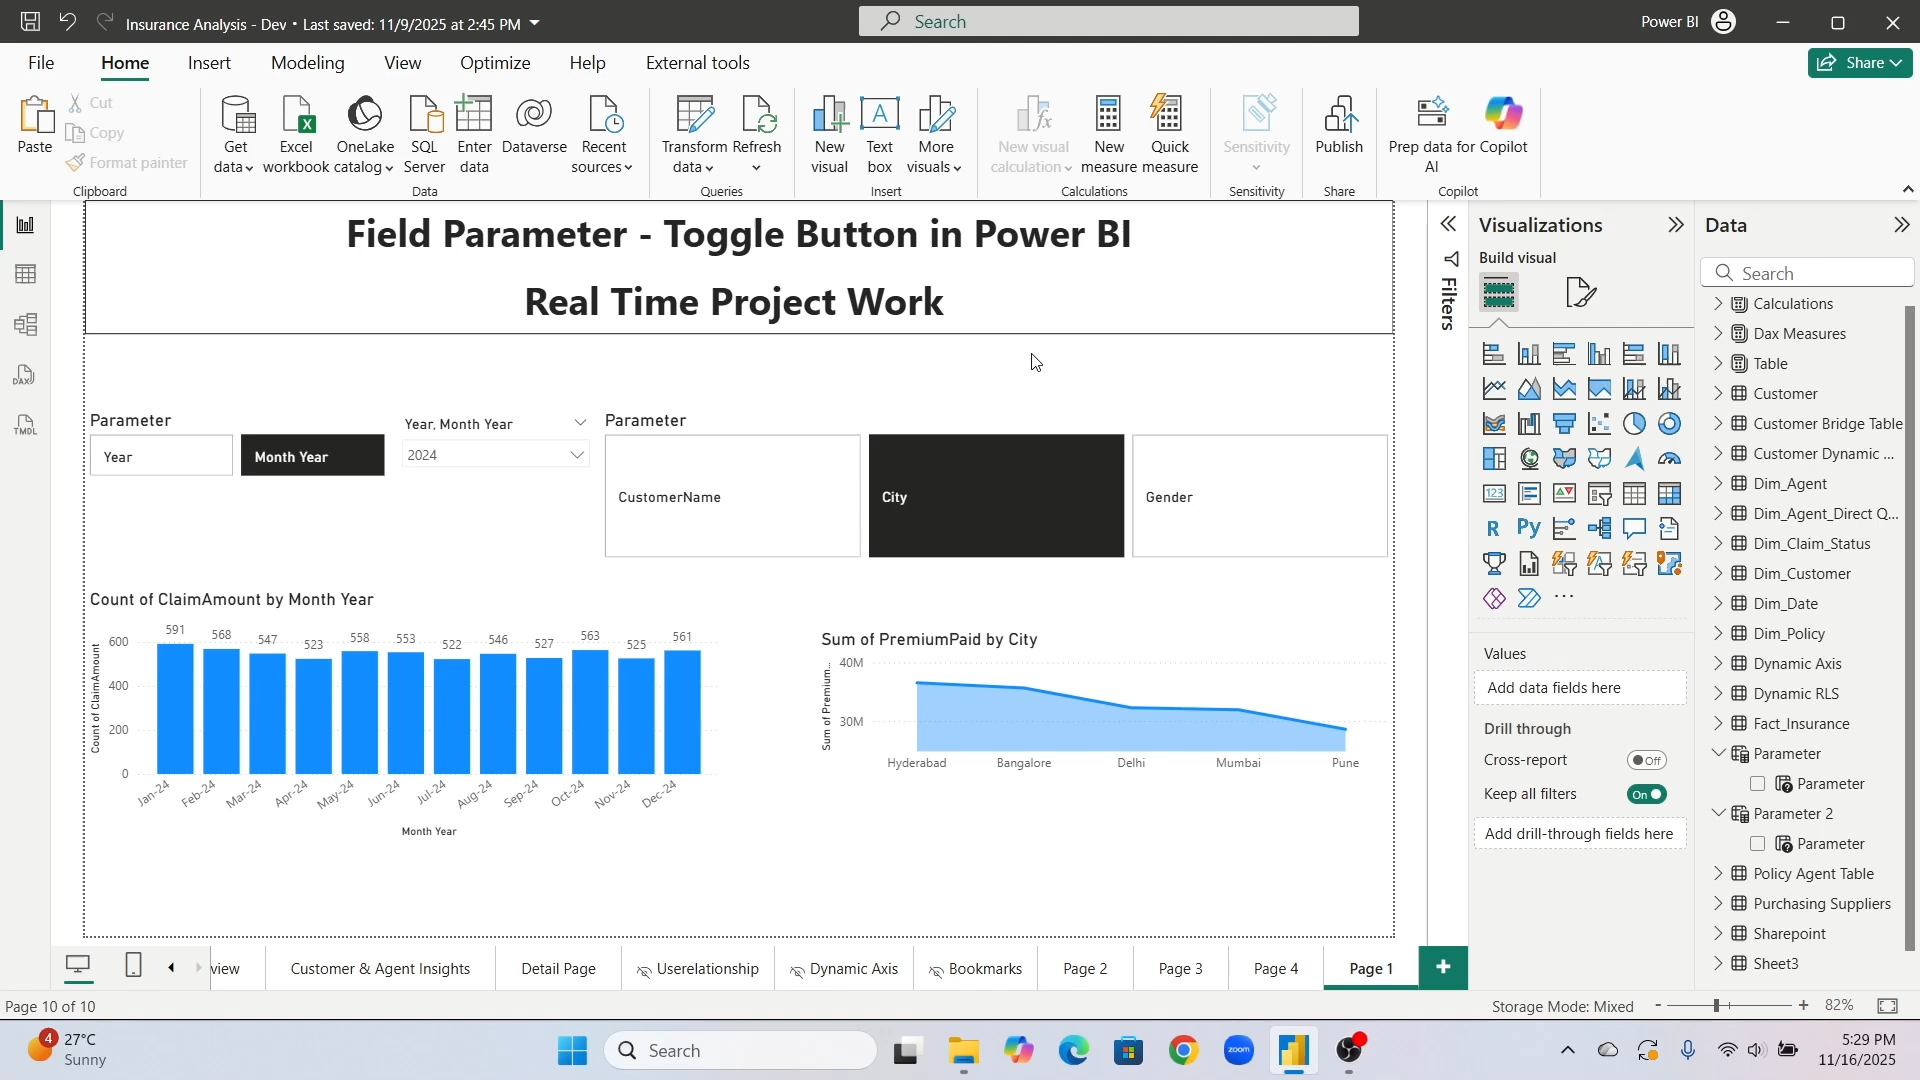 Insurance Analysis - Dev • Last saved: 11/9/2025 at 2:45 PM
Search
Power BI
File
Home
Insert
Modeling
View
Optimize
Help
External tools
Share
Paste
Cut
Copy
Format painter
Clipboard
Get data
Excel workbook
OneLake catalog
SQL Server
Enter data
Dataverse
Recent sources
Data
Transform data
Refresh
Queries
New visual
Text box
More visuals
Insert
New visual calculation
New measure
Quick measure
Calculations
Sensitivity
Sensitivity
Publish
Share
Prep data for AI
Copilot
Copilot
DAX
TMDL
Field Parameter - Toggle Button in Power BI
Real Time Project Work
Parameter
Year
Month Year
Year, Month Year
2024
Parameter
CustomerName
City
Gender
Count of ClaimAmount by Month Year
Count of ClaimAmount
600
400
200
0
591
568
547
523
558
553
522
546
527
563
525
561
Jan-24
Feb-24
Mar-24
Apr-24
May-24
Jun-24
Jul-24
Aug-24
Sep-24
Oct-24
Nov-24
Dec-24
Month Year
Sum of PremiumPaid by City
Sum of Premium...
40M
30M
Hyderabad
Bangalore
Delhi
Mumbai
Pune
Filters
Visualizations
Build visual
123
R
Py
...
Values
Add data fields here
Drill through
Cross-report
Off
Keep all filters
On
Add drill-through fields here
Data
Search
Calculations
Dax Measures
Table
Customer
Customer Bridge Table
Customer Dynamic ...
Dim_Agent
Dim_Agent_Direct Q...
Dim_Claim_Status
Dim_Customer
Dim_Date
Dim_Policy
Dynamic Axis
Dynamic RLS
Fact_Insurance
Parameter
Parameter
Parameter 2
Parameter
Policy Agent Table
Purchasing Suppliers
Sharepoint
Sheet3
view
Customer & Agent Insights
Detail Page
Userelationship
Dynamic Axis
Bookmarks
Page 2
Page 3
Page 4
Page 1
+
Page 10 of 10
Storage Mode: Mixed
- +
82%
4
27°C
Sunny
Search
zoom
5:29 PM
11/16/2025